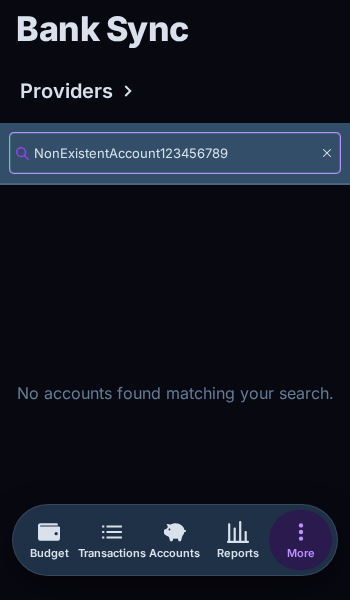 Bank Sync
Providers
NonExistentAccount123456789
No accounts found matching your search.
Budget Transactions Accounts Reports More